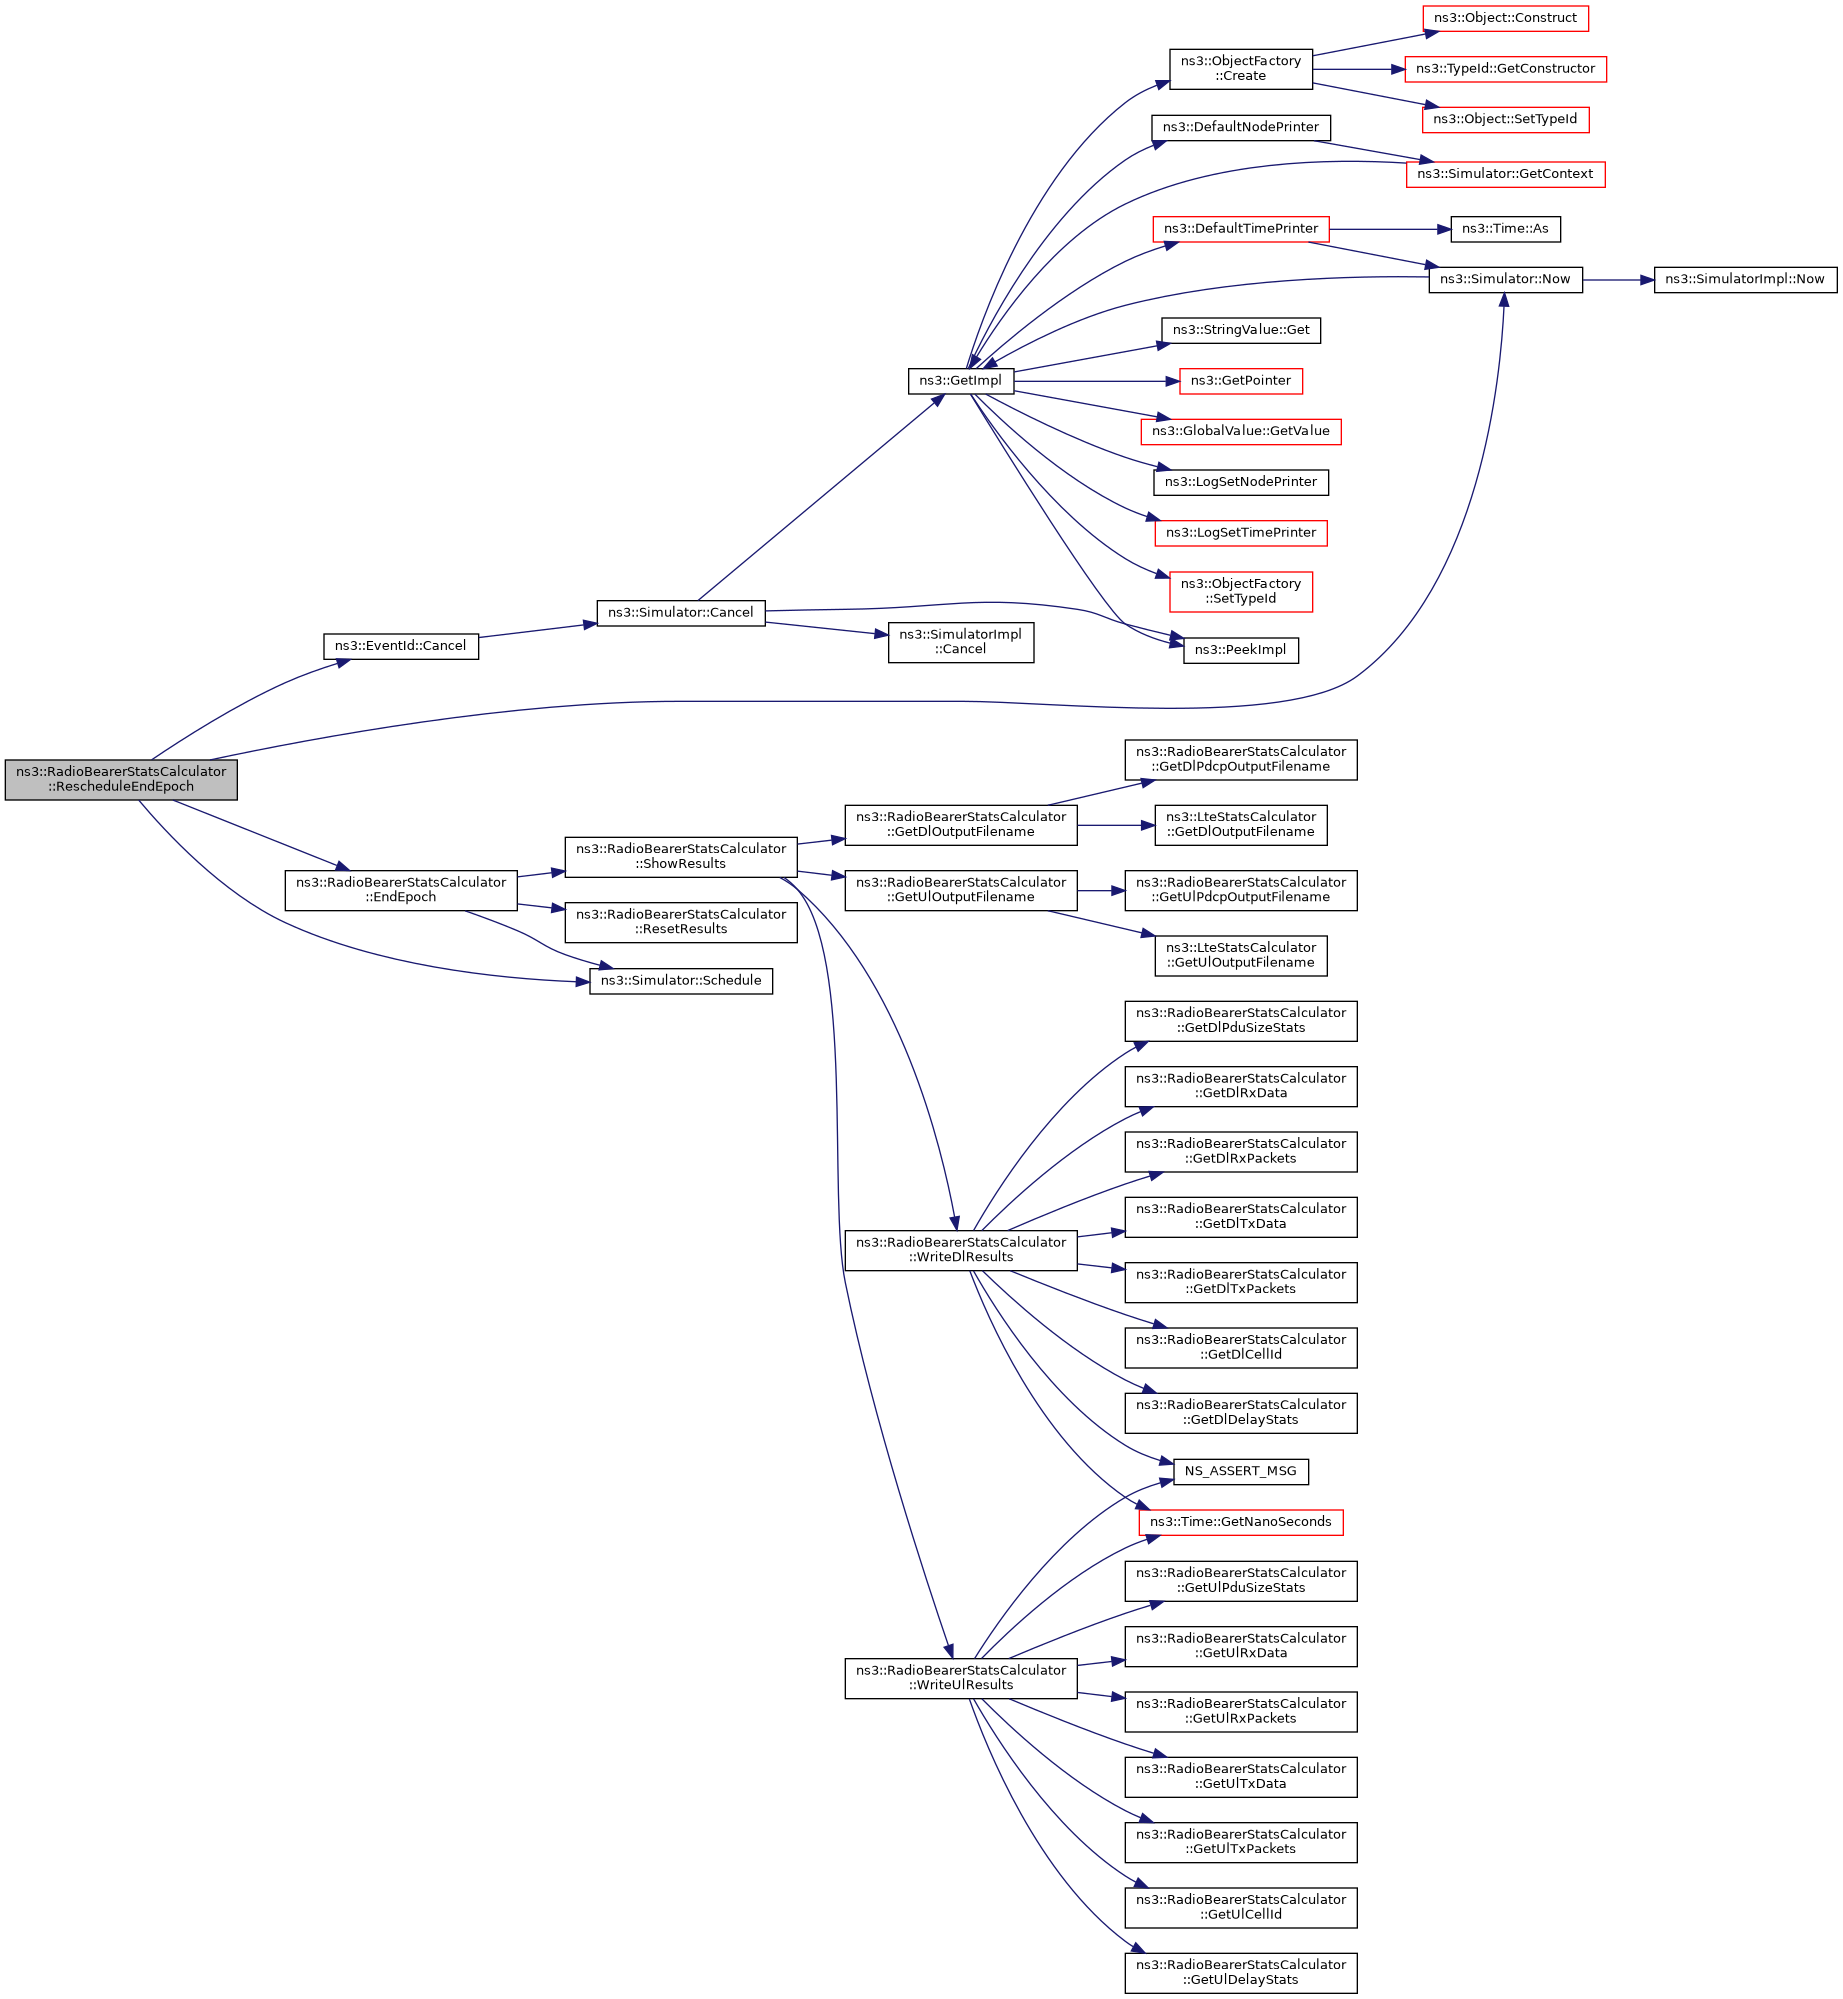 ns3::Object::Construct
ns3::ObjectFactory
::Create
ns3::TypeId::GetConstructor
ns3::Object::SetTypeId
ns3::DefaultNodePrinter
ns3::Simulator::GetContext
ns3::DefaultTimePrinter
ns3::Time::As
ns3::Simulator::Now
ns3::SimulatorImpl::Now
ns3::StringValue::Get
ns3::GetImpl
ns3::GetPointer
ns3::GlobalValue::GetValue
ns3::LogSetNodePrinter
ns3::LogSetTimePrinter
ns3::ObjectFactory
::SetTypeId
ns3::Simulator::Cancel
ns3::SimulatorImpl
::Cancel
ns3::EventId::Cancel
ns3::PeekImpl
ns3::RadioBearerStatsCalculator
::RescheduleEndEpoch
ns3::RadioBearerStatsCalculator
::GetDlPdcpOutputFilename
ns3::RadioBearerStatsCalculator
::GetDlOutputFilename
ns3::LteStatsCalculator
::GetDlOutputFilename
ns3::RadioBearerStatsCalculator
::ShowResults
ns3::RadioBearerStatsCalculator
::EndEpoch
ns3::RadioBearerStatsCalculator
::GetUlOutputFilename
ns3::RadioBearerStatsCalculator
::GetUlPdcpOutputFilename
ns3::RadioBearerStatsCalculator
::ResetResults
ns3::LteStatsCalculator
::GetUlOutputFilename
ns3::Simulator::Schedule
ns3::RadioBearerStatsCalculator
::GetDlPduSizeStats
ns3::RadioBearerStatsCalculator
::GetDlRxData
ns3::RadioBearerStatsCalculator
::GetDlRxPackets
ns3::RadioBearerStatsCalculator
::GetDlTxData
ns3::RadioBearerStatsCalculator
::WriteDlResults
ns3::RadioBearerStatsCalculator
::GetDlTxPackets
ns3::RadioBearerStatsCalculator
::GetDlCellId
ns3::RadioBearerStatsCalculator
::GetDlDelayStats
NS_ASSERT_MSG
ns3::Time::GetNanoSeconds
ns3::RadioBearerStatsCalculator
::GetUlPduSizeStats
ns3::RadioBearerStatsCalculator
::GetUlRxData
ns3::RadioBearerStatsCalculator
::WriteUlResults
ns3::RadioBearerStatsCalculator
::GetUlRxPackets
ns3::RadioBearerStatsCalculator
::GetUlTxData
ns3::RadioBearerStatsCalculator
::GetUlTxPackets
ns3::RadioBearerStatsCalculator
::GetUlCellId
ns3::RadioBearerStatsCalculator
::GetUlDelayStats